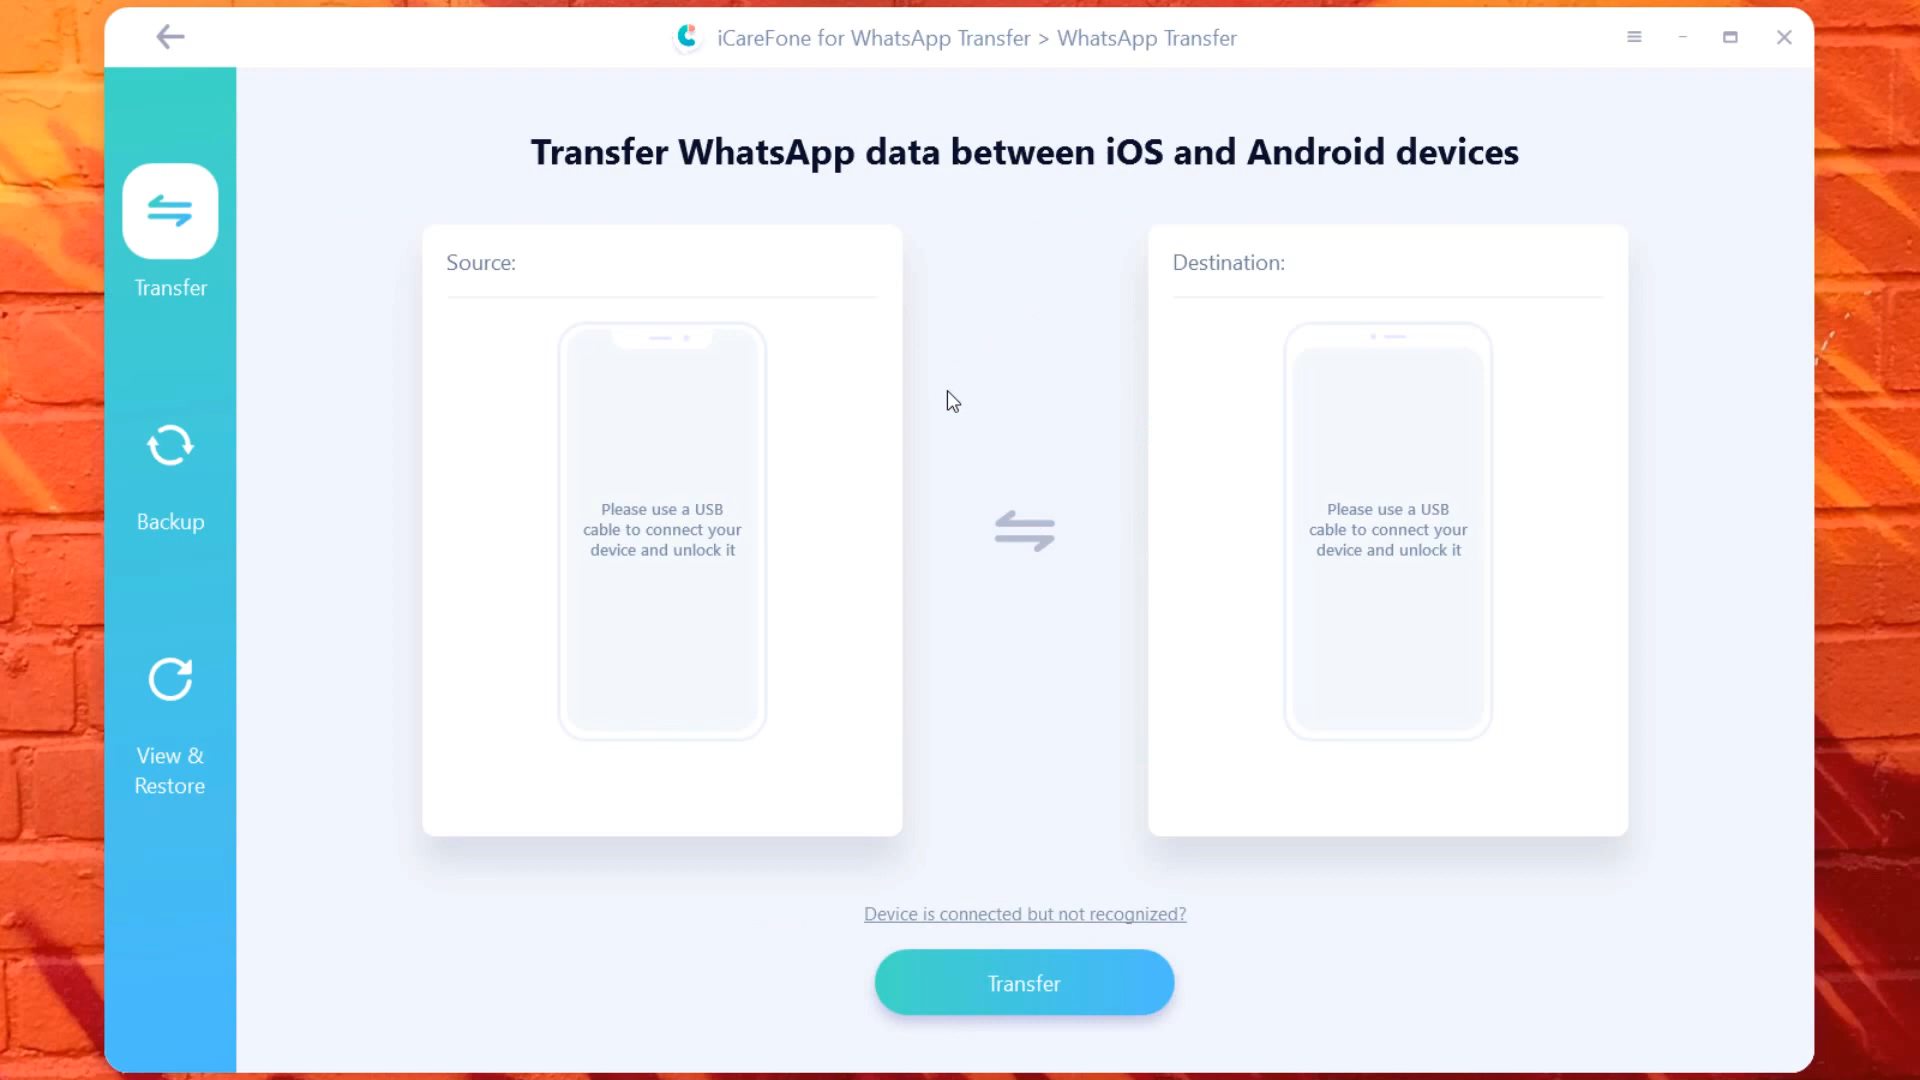 iCareFone for WhatsApp Transfer > WhatsApp Transfer
Transfer WhatsApp data between iOS and Android devices
Transfer
Backup
View &
Restore
Source:
Please use a USB
cable to connect your
device and unlock it
Destination:
Please use a USB
cable to connect your
device and unlock it
Device is connected but not recognized?
Transfer